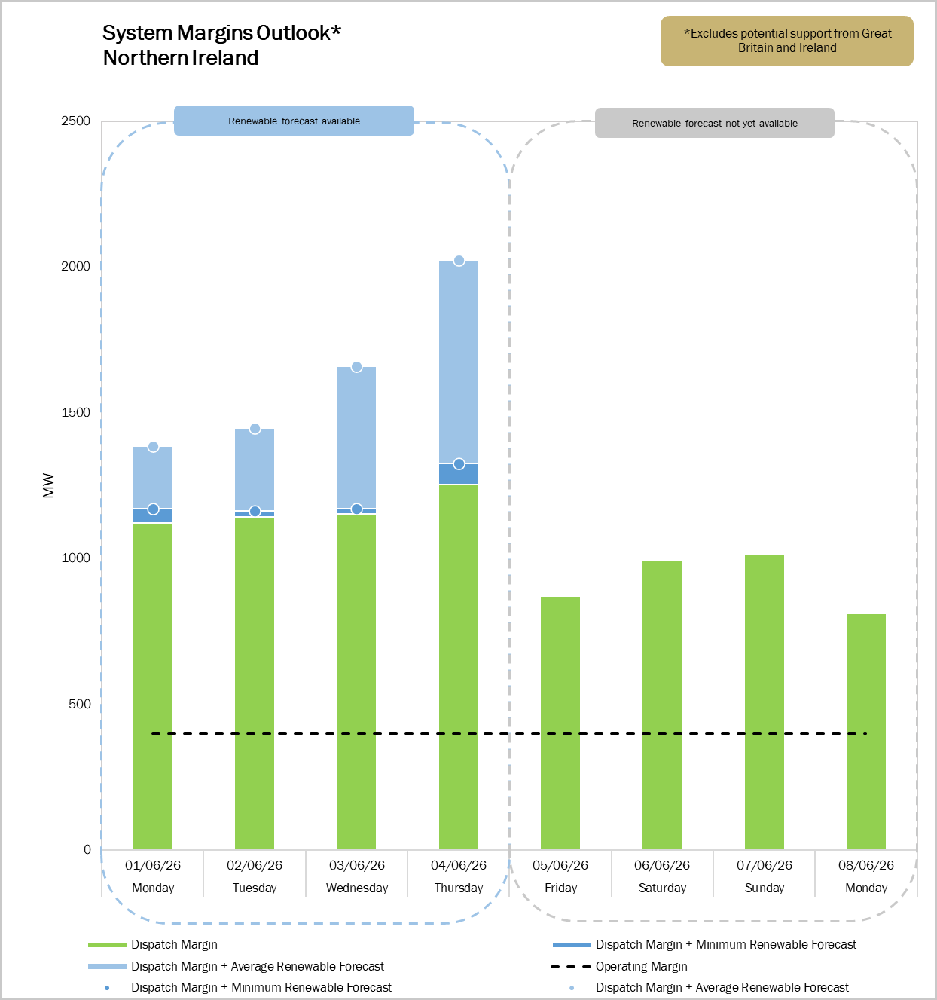 System Margins Outlook*
Northern Ireland
*Excludes potential support from Great
Britain and Ireland
Renewable forecast available
Renewable forecast not yet available
2500
2000
1500
1000
500
0
MW
01/06/26 02/06/26 03/06/26 04/06/26 05/06/26 06/06/26 07/06/26 08/06/26
Monday Tuesday Wednesday Thursday Friday Saturday Sunday Monday
Dispatch Margin
Dispatch Margin + Minimum Renewable Forecast
Dispatch Margin + Average Renewable Forecast
Operating Margin
Dispatch Margin + Minimum Renewable Forecast
Dispatch Margin + Average Renewable Forecast